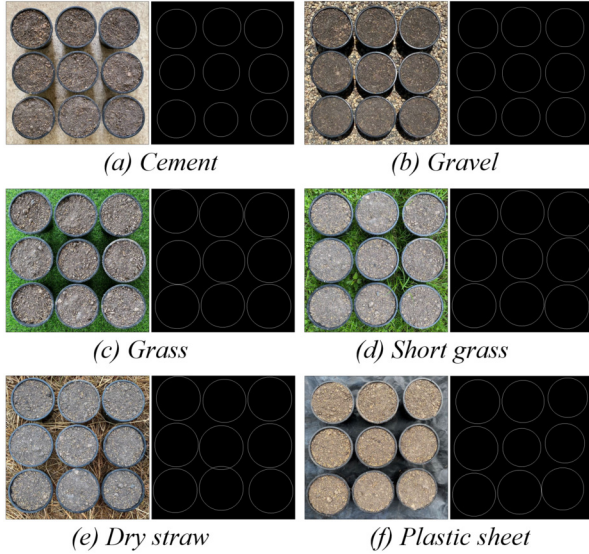 (a) Cement
(b) Gravel
(c) Grass
(d) Short grass
(e) Dry straw
(f) Plastic sheet